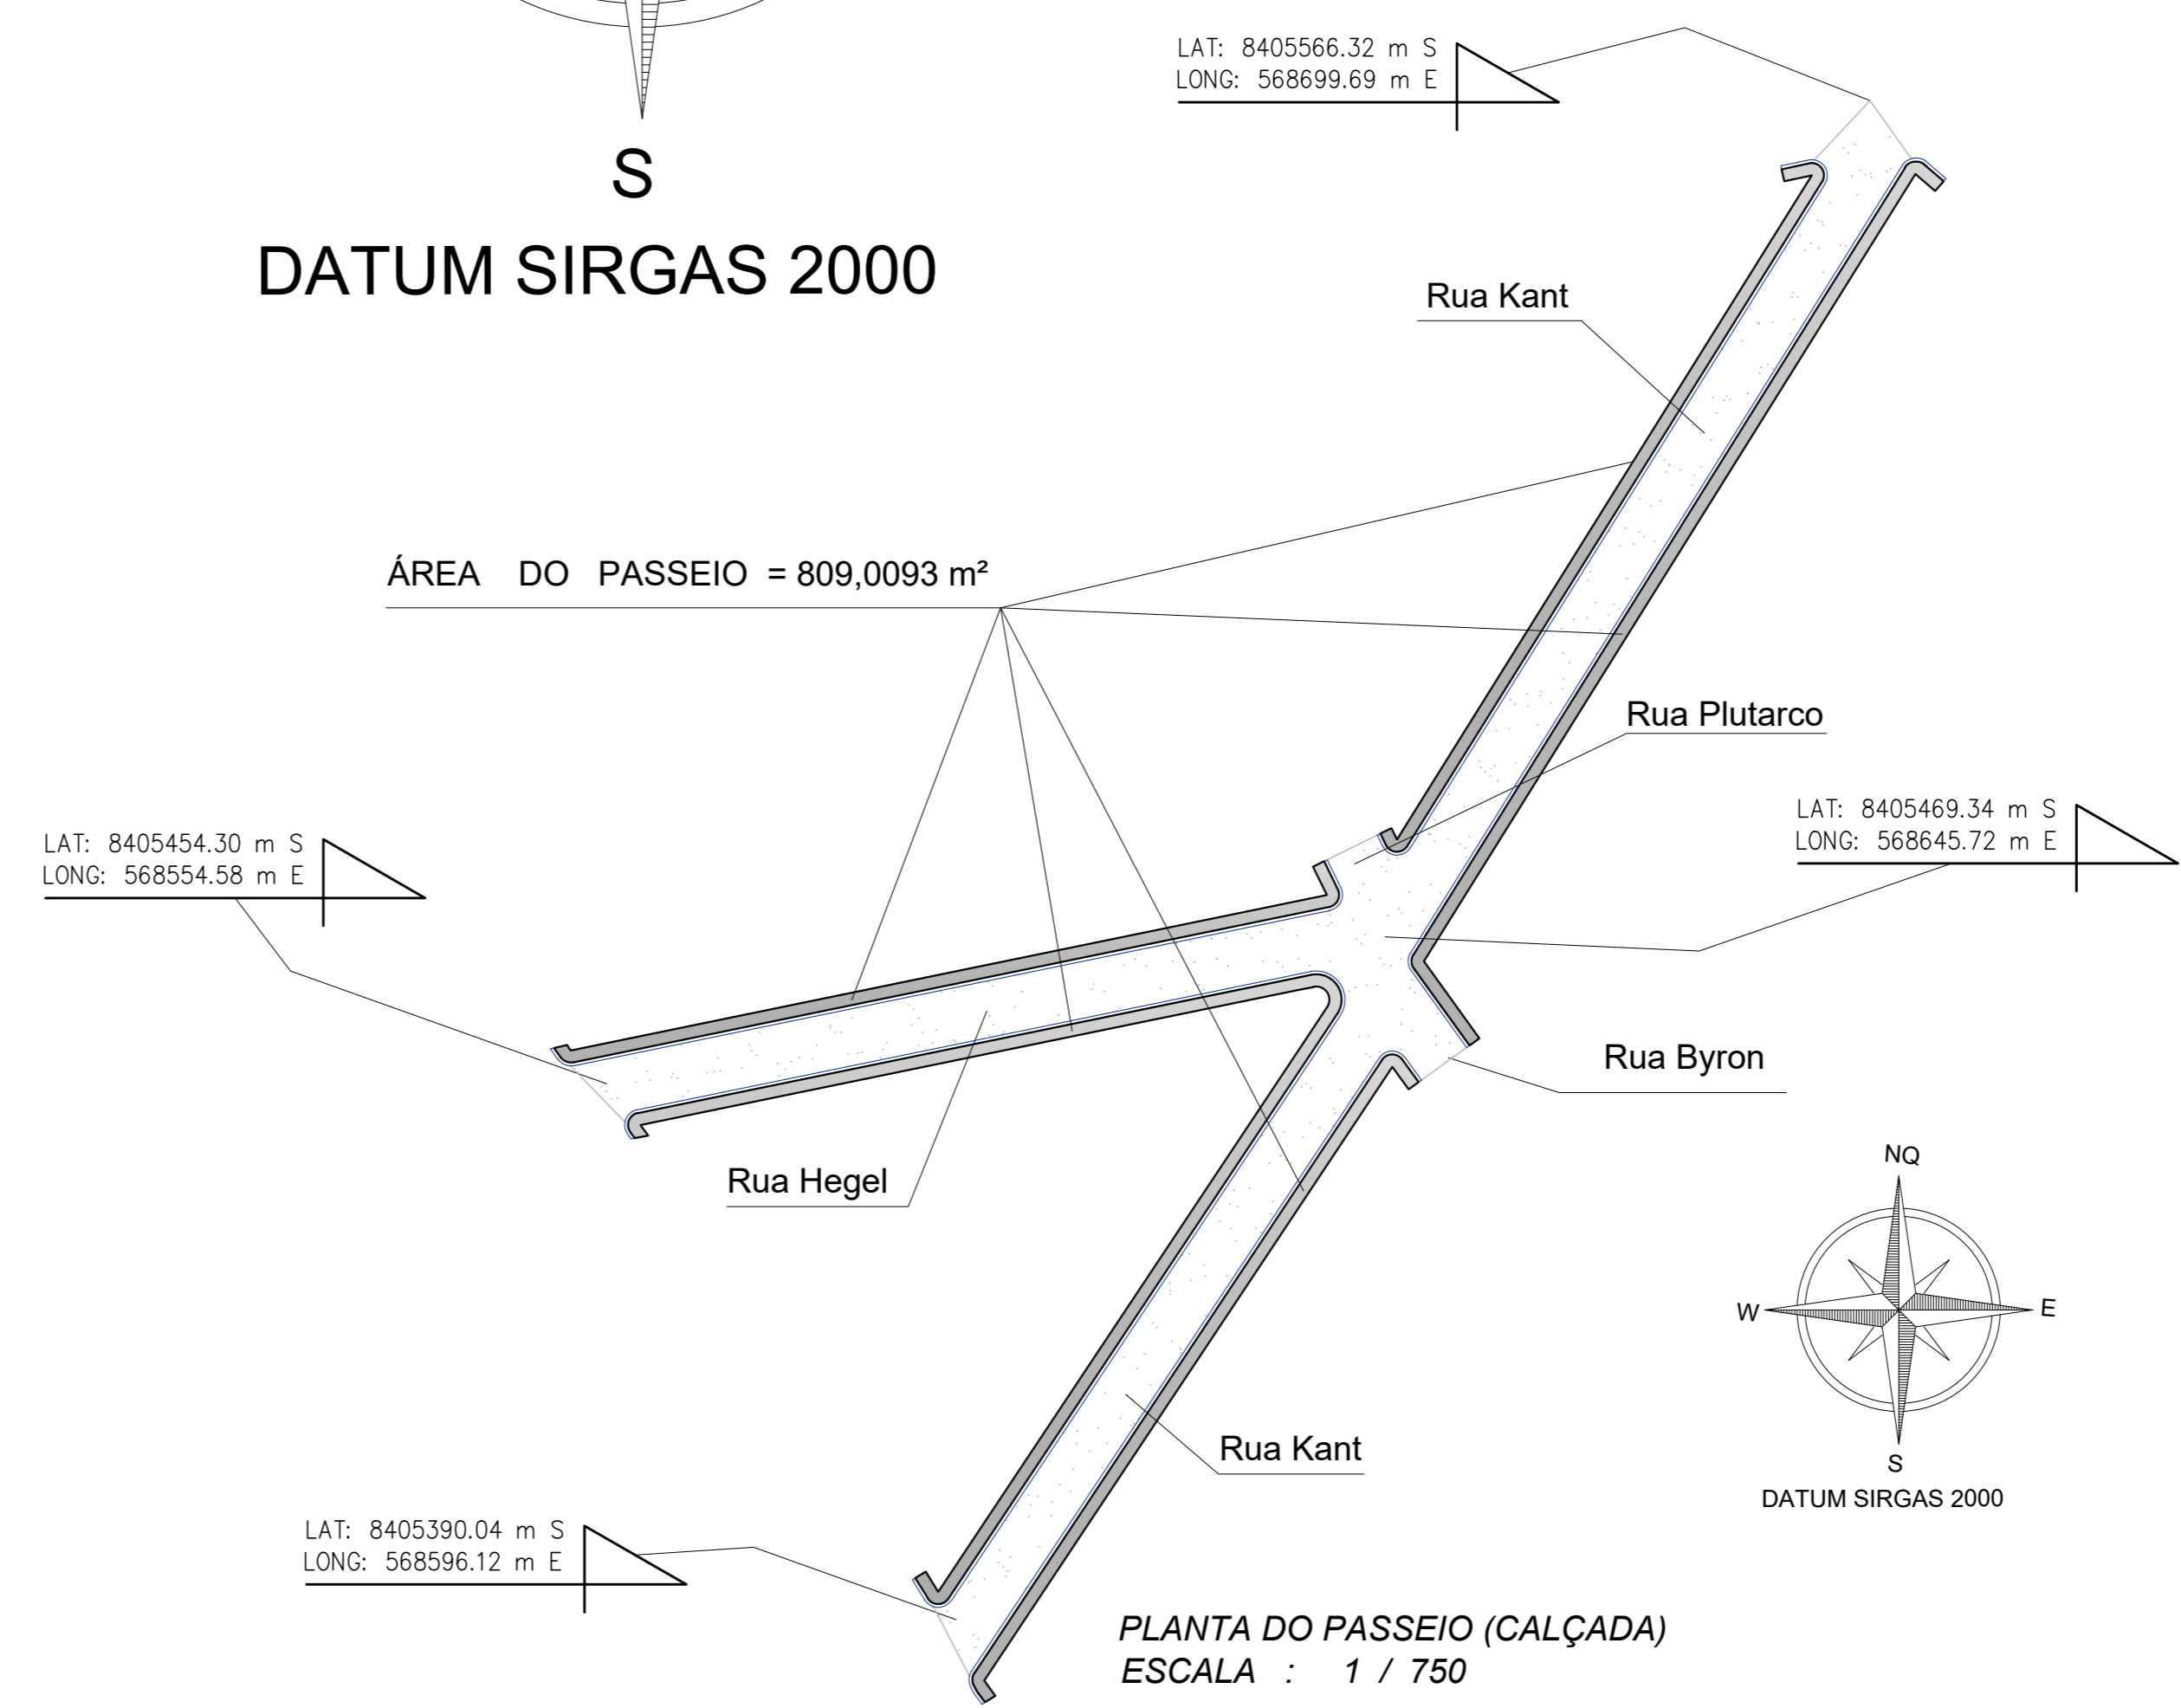 LAT: 8405566.32 m S
LONG: 568699.69 m E
S
DATUM SIRGAS 2000
Rua Kant
ÁREA DO PASSEIO = 809,0093 m²
Rua Plutarco
LAT: 8405469.34 m S
LONG: 568645.72 m E
LAT: 8405454.30 m S
LONG: 568554.58 m E
Rua Byron
Rua Hegel
NQ
W
E
S
DATUM SIRGAS 2000
Rua Kant
LAT: 8405390.04 m S
LONG: 568596.12 m E
PLANTA DO PASSEIO (CALÇADA)
ESCALA : 1 / 750